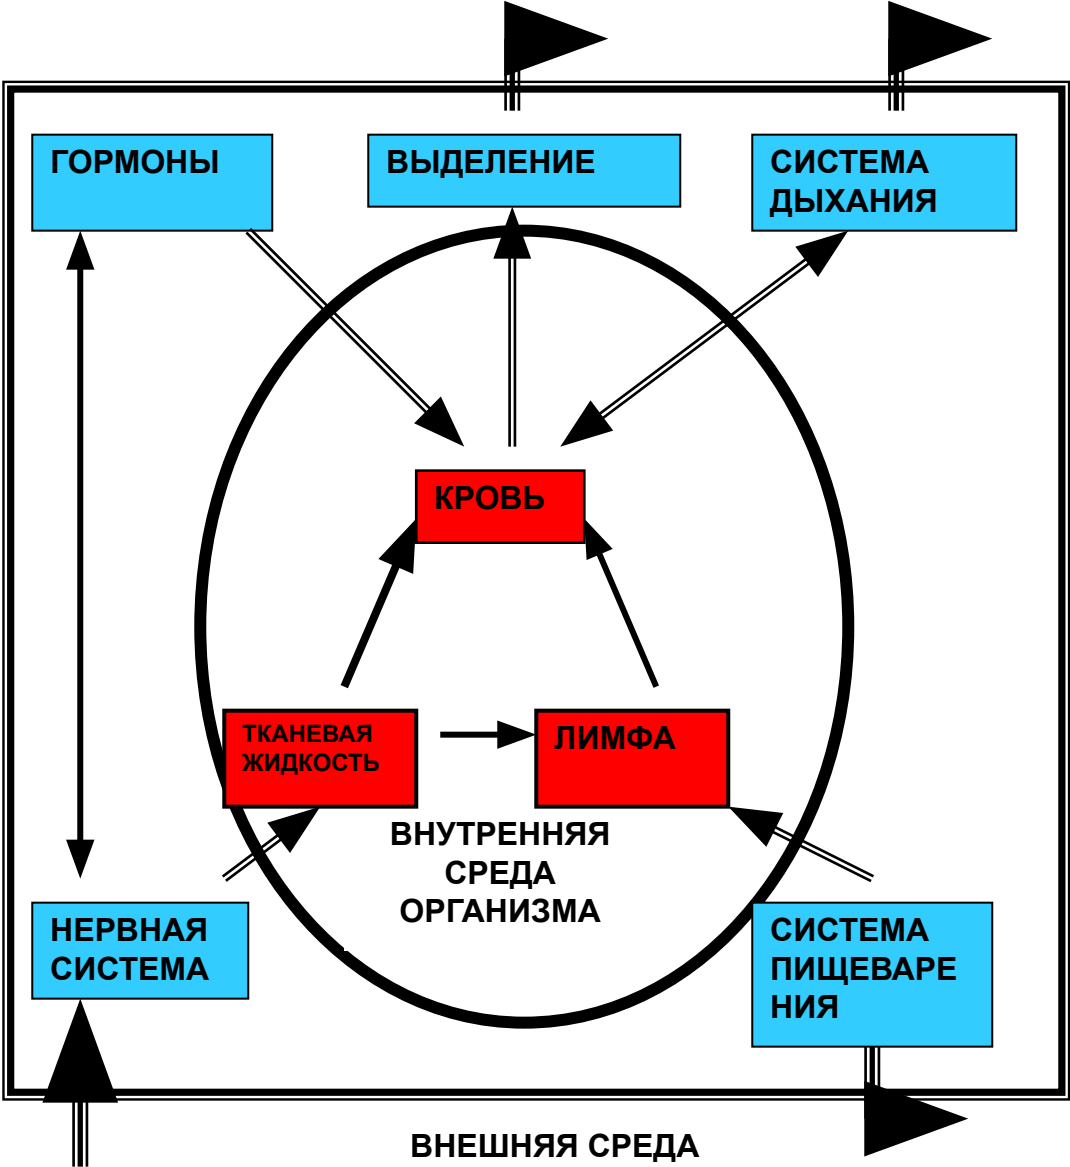 ГОРМОНЫ
ВЫДЕЛЕНИЕ
СИСТЕМА
ДЫХАНИЯ
КРОВЬ
ТКАНЕВАЯ
ЖИДКОСТЬ
ЛИМФА
ВНУТРЕННЯЯ
СРЕДА
ОРГАНИЗМА
НЕРВНАЯ
СИСТЕМА
СИСТЕМА
ПИЩЕВАРЕ
НИЯ
ВНЕШНЯЯ СРЕДА